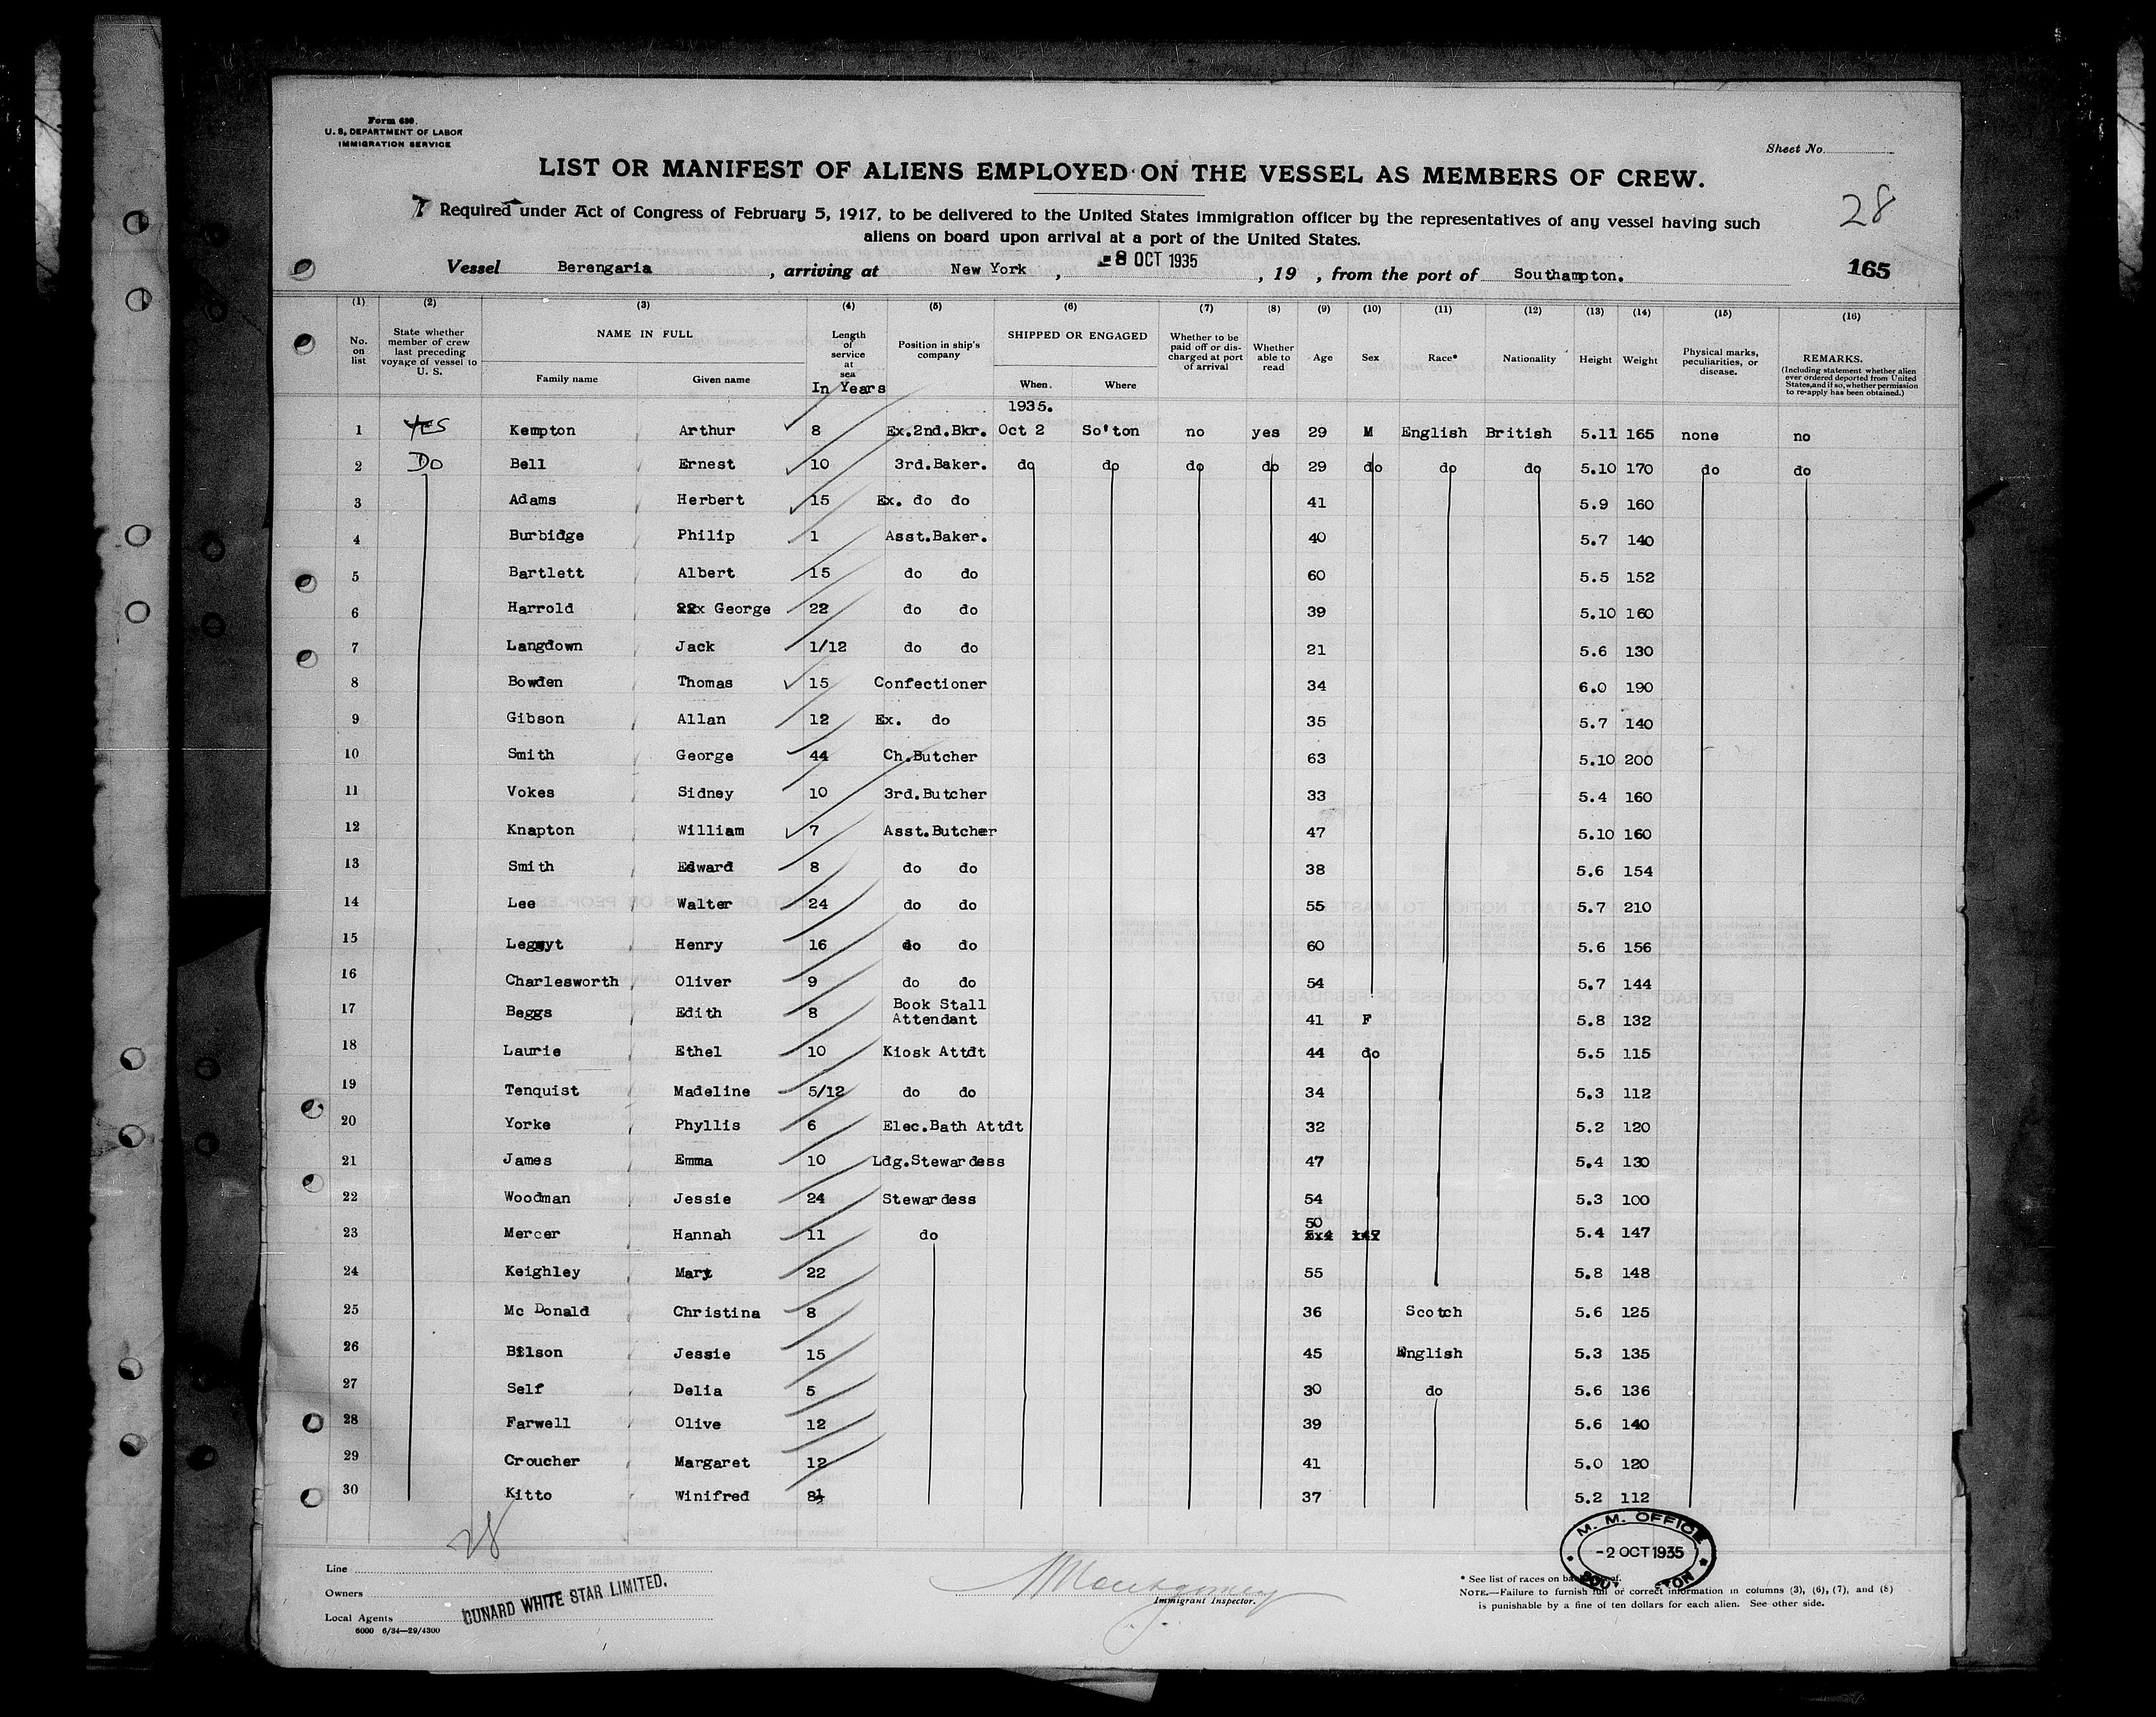 Form 680.
U. S. DEPARTMENT OF LABOR
IMMIGRATION SERVICE
Sheet No.
LIST OR MANIFEST OF ALIENS EMPLOYED ON THE VESSEL AS MEMBERS OF CREW.
Required under Act of Congress of February 5, 1917, to be delivered to the United States immigration officer by the representatives of any vessel having such
aliens on board upon arrival at a port of the United States.
28
Vessel Berengaria, arriving at New York, -8 OCT 1935, 19 , from the port of Southampton.
165
(1) (2) (3) (4) (5) (6) (7) (8) (9) (10) (11) (12) (13) (14) (15) (16)
No. on list
State whether member of crew last preceding voyage of vessel to U. S.
NAME IN FULL
Family name
Given name
Length of service at sea
In Years
Position in ship's company
SHIPPED OR ENGAGED
When.
Where
Whether to be paid off or discharged at port of arrival
Whether able to read
Age
Sex
Race*
Nationality
Height
Weight
Physical marks, peculiarities, or disease.
REMARKS.
(Including statement whether alien ever ordered deported from United States, and if so, whether permission to re-apply has been obtained.)
1935.
1 YES Kempton Arthur 8 Ex.2nd.Bkr. Oct 2 So'ton no yes 29 M English British 5.11 165 none no
2 Do Bell Ernest 10 3rd.Baker. do do do do 29 do do do 5.10 170 do do
3 Adams Herbert 15 Ex. do do 41 5.9 160
4 Burbidge Philip 1 Asst.Baker. 40 5.7 140
5 Bartlett Albert 15 do do 60 5.5 152
6 Harrold George 22 do do 39 5.10 160
7 Langdown Jack 1/12 do do 21 5.6 130
8 Bowden Thomas 15 Confectioner 34 6.0 190
9 Gibson Allan 12 Ex. do 35 5.7 140
10 Smith George 44 Ch.Butcher 63 5.10 200
11 Vokes Sidney 10 3rd.Butcher 33 5.4 160
12 Knapton William 7 Asst.Butcher 47 5.10 160
13 Smith Edward 8 do do 38 5.6 154
14 Lee Walter 24 do do 55 5.7 210
15 Henry 16 do do 60 5.6 156
16 Charlesworth Oliver 9 do do 54 5.7 144
17 Beggs Edith 8 Book Stall Attendant 41 F 5.8 132
18 Laurie Ethel 10 Kiosk Attdt 44 do 5.5 115
19 Tenquist Madeline 5/12 do do 34 5.3 112
20 Yorke Phyllis 6 Elec.Bath Attdt 32 5.2 120
21 James Emma 10 Ldg.Stewardess 47 5.4 130
22 Woodman Jessie 24 Stewardess 54 5.3 100
23 Mercer Hannah 11 do 50 5.4 147
24 Keighley Mary 22 55 5.8 148
25 Mc Donald Christina 8 36 Scotch 5.6 125
26 Bilson Jessie 15 45 English 5.3 135
27 Self Delia 5 30 do 5.6 136
28 Farwell Olive 12 39 5.6 140
29 Croucher Margaret 12 41 5.0 120
30 Kitto Winifred 8½ 37 5.2 112
28
Line
Owners
Local Agents
CUNARD WHITE STAR LIMITED.
6000 6/34—29/4300
Montgomery
Immigrant Inspector.
M. M. OFFICE
-2 OCT 1935
* See list of races on back hereof.
NOTE.—Failure to furnish full or correct information in columns (3), (6), (7), and (8)
is punishable by a fine of ten dollars for each alien. See other side.